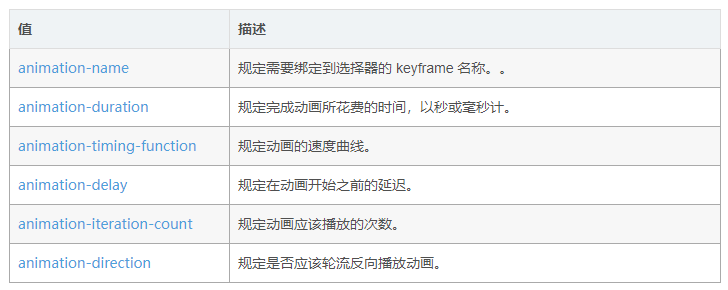 值 描述
animation-name 规定需要绑定到选择器的 keyframe 名称。。
animation-duration 规定完成动画所花费的时间，以秒或毫秒计。
animation-timing-function 规定动画的速度曲线。
animation-delay 规定在动画开始之前的延迟。
animation-iteration-count 规定动画应该播放的次数。
animation-direction 规定是否应该轮流反向播放动画。